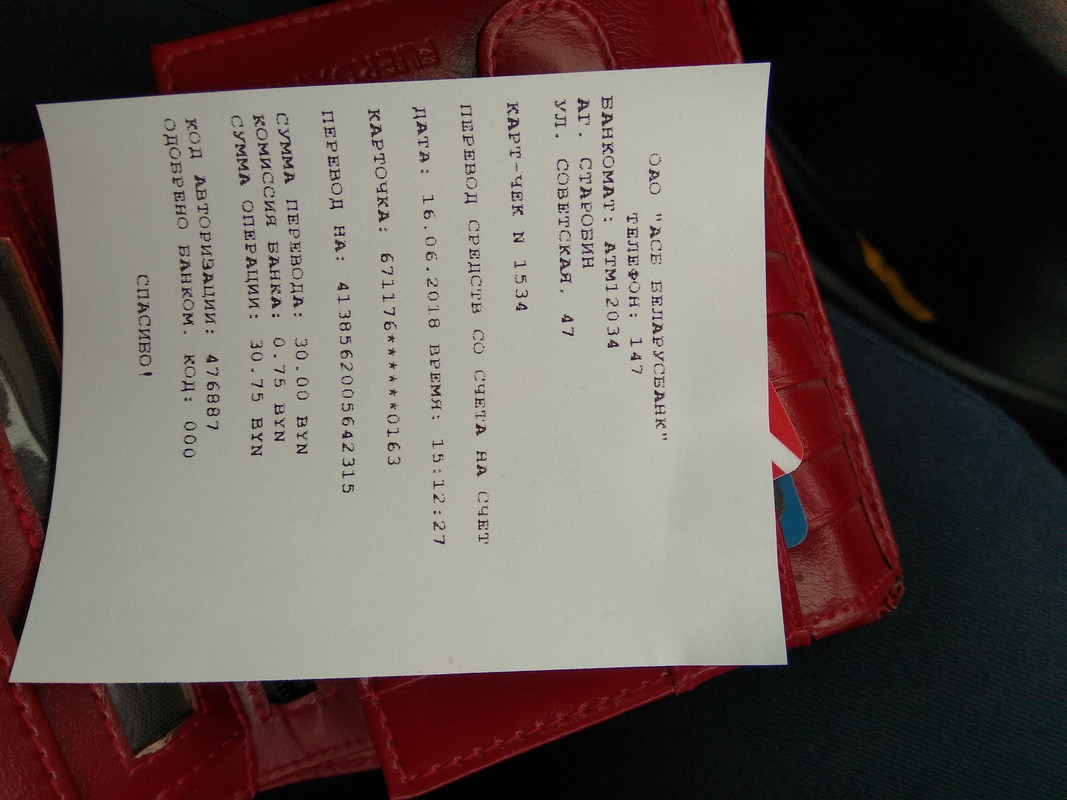 ОАО "АСБ БЕЛАРУСБАНК"
ТЕЛЕФОН: 147
БАНКОМАТ: ATM12034
АГ. СТАРОБИН
УЛ. СОВЕТСКАЯ, 47
КАРТ-ЧЕК N 1534
ПЕРЕВОД СРЕДСТВ СО СЧЕТА НА СЧЕТ
ДАТА: 16.06.2018 ВРЕМЯ: 15:12:27
КАРТОЧКА: 671176******0163
ПЕРЕВОД НА: 4138562005642315
СУММА ПЕРЕВОДА: 30.00 BYN
КОМИССИЯ БАНКА: 0.75 BYN
СУММА ОПЕРАЦИИ: 30.75 BYN
КОД АВТОРИЗАЦИИ: 476887
ОДОБРЕНО БАНКОМ. КОД: 000
СПАСИБО!